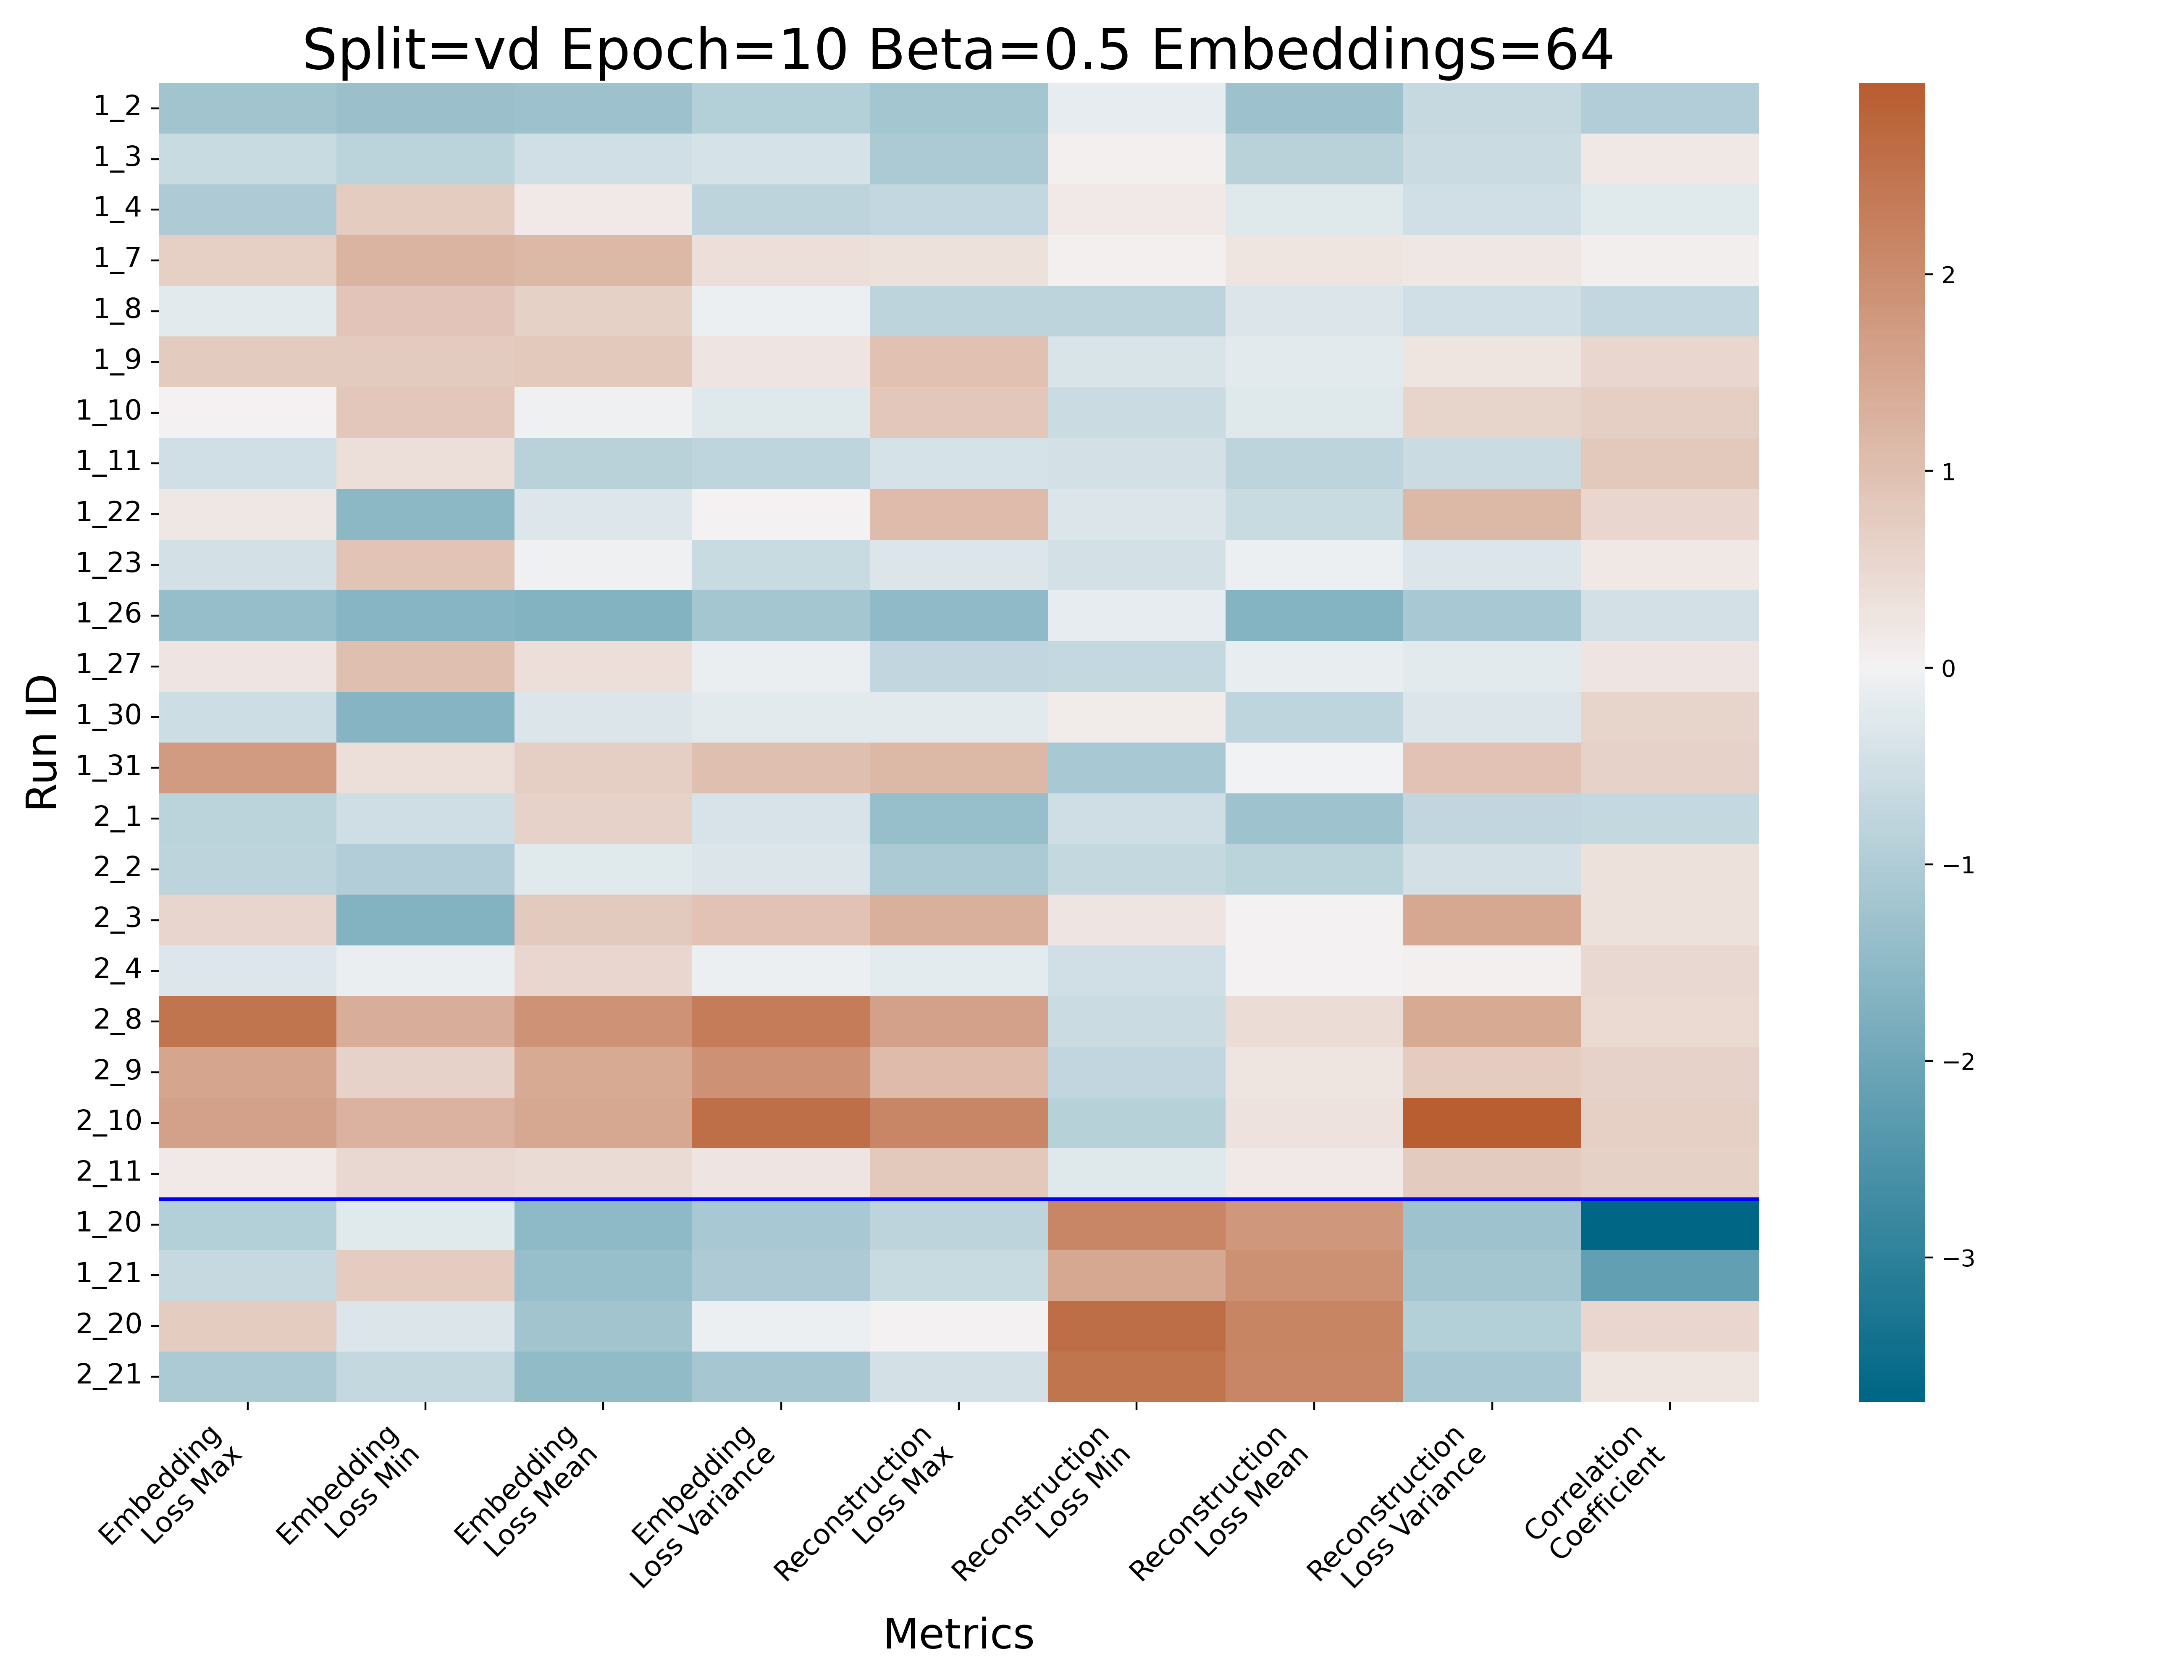 Split=vd Epoch=10 Beta=0.5 Embeddings=64
Run ID
1_2
1_3
1_4
1_7
1_8
1_9
1_10
1_11
1_22
1_23
1_26
1_27
1_30
1_31
2_1
2_2
2_3
2_4
2_8
2_9
2_10
2_11
1_20
1_21
2_20
2_21
2
1
0
−1
−2
−3
Embedding
Loss Max
Embedding
Loss Min
Embedding
Loss Mean
Embedding
Loss Variance
Reconstruction
Loss Max
Reconstruction
Loss Min
Reconstruction
Loss Mean
Reconstruction
Loss Variance
Correlation
Coefficient
Metrics